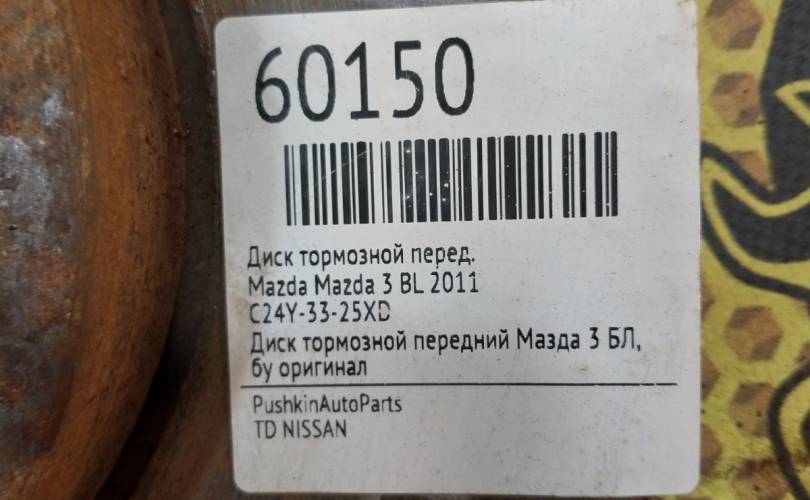 60150
Диск тормозной перед.
Mazda Mazda 3 BL 2011
C24Y-33-25XD
Диск тормозной передний Мазда 3 БЛ,
бу оригинал
PushkinAutoParts
TD NISSAN